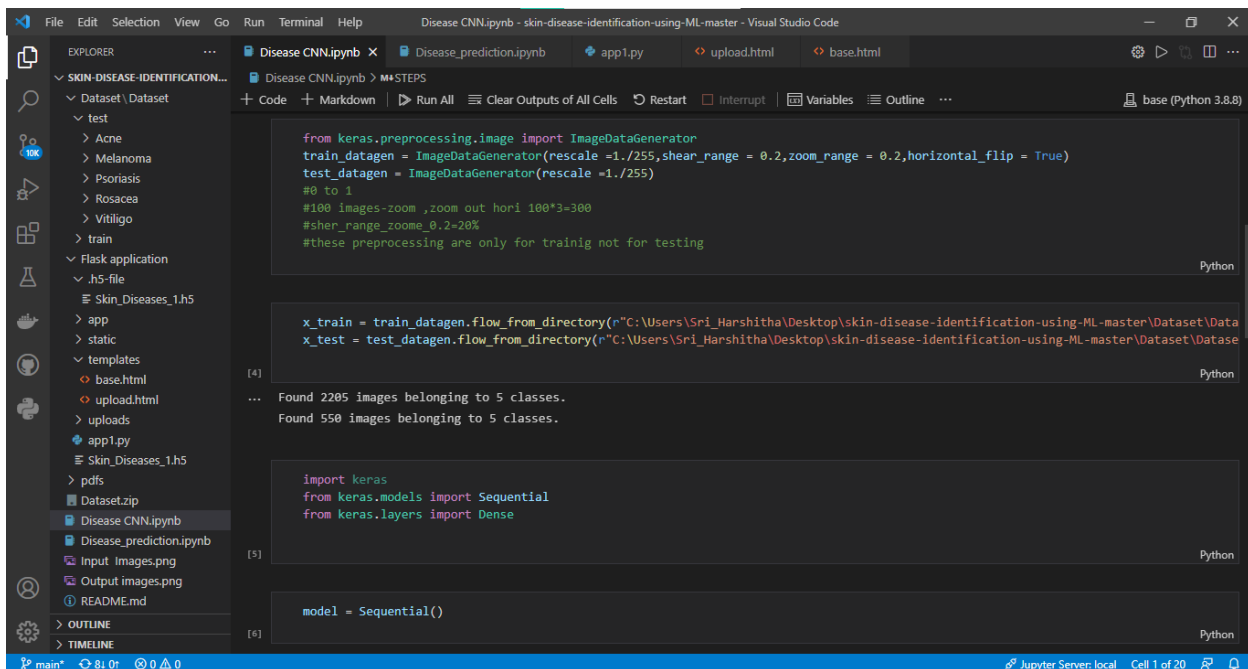 File Edit Selection View Go Run Terminal Help Disease CNN.ipynb - skin-disease-identification-using-ML-master - Visual Studio Code
EXPLORER ...
SKIN-DISEASE-IDENTIFICATION...
Dataset\Dataset
test
Acne
Melanoma
Psoriasis
Rosacea
Vitiligo
train
Flask application
.h5-file
Skin_Diseases_1.h5
app
static
templates
base.html
upload.html
uploads
app1.py
Skin_Diseases_1.h5
pdfs
Dataset.zip
Disease CNN.ipynb
Disease_prediction.ipynb
Input Images.png
Output images.png
README.md
OUTLINE
TIMELINE
10K
Disease CNN.ipynb Disease_prediction.ipynb app1.py upload.html base.html
Disease CNN.ipynb > M↓STEPS
+ Code + Markdown Run All Clear Outputs of All Cells Restart Interrupt Variables Outline ... base (Python 3.8.8)
from keras.preprocessing.image import ImageDataGenerator
train_datagen = ImageDataGenerator(rescale =1./255,shear_range = 0.2,zoom_range = 0.2,horizontal_flip = True)
test_datagen = ImageDataGenerator(rescale =1./255)
#0 to 1
#100 images-zoom ,zoom out hori 100*3=300
#sher_range_zoome_0.2=20%
#these preprocessing are only for trainig not for testing
Python
x_train = train_datagen.flow_from_directory(r"C:\Users\Sri_Harshitha\Desktop\skin-disease-identification-using-ML-master\Dataset\Data
x_test = test_datagen.flow_from_directory(r"C:\Users\Sri_Harshitha\Desktop\skin-disease-identification-using-ML-master\Dataset\Datase
[4] Python
... Found 2205 images belonging to 5 classes.
Found 550 images belonging to 5 classes.
import keras
from keras.models import Sequential
from keras.layers import Dense
[5] Python
model = Sequential()
[6] Python
main* 8↓ 0↑ 0 0 Jupyter Server: local Cell 1 of 20